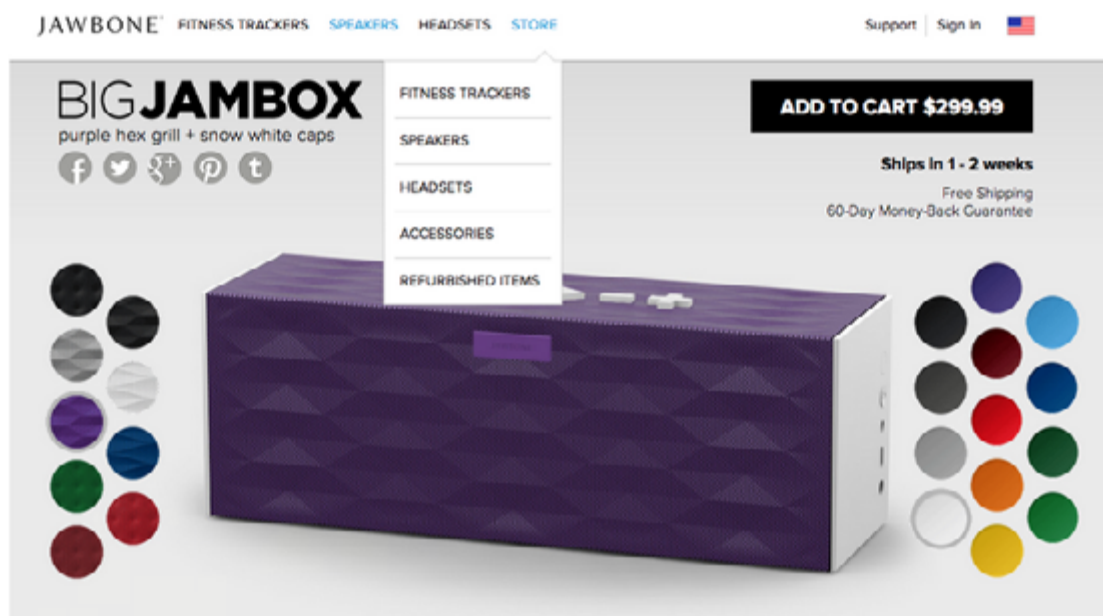 JAWBONE FITNESS TRACKERS SPEAKERS HEADSETS STORE Support Sign In
BIG JAMBOX
purple hex grill + snow white caps
FITNESS TRACKERS
SPEAKERS
HEADSETS
ACCESSORIES
REFURBISHED ITEMS
ADD TO CART $299.99
Ships in 1 - 2 weeks
Free Shipping
60-Day Money-Back Guarantee